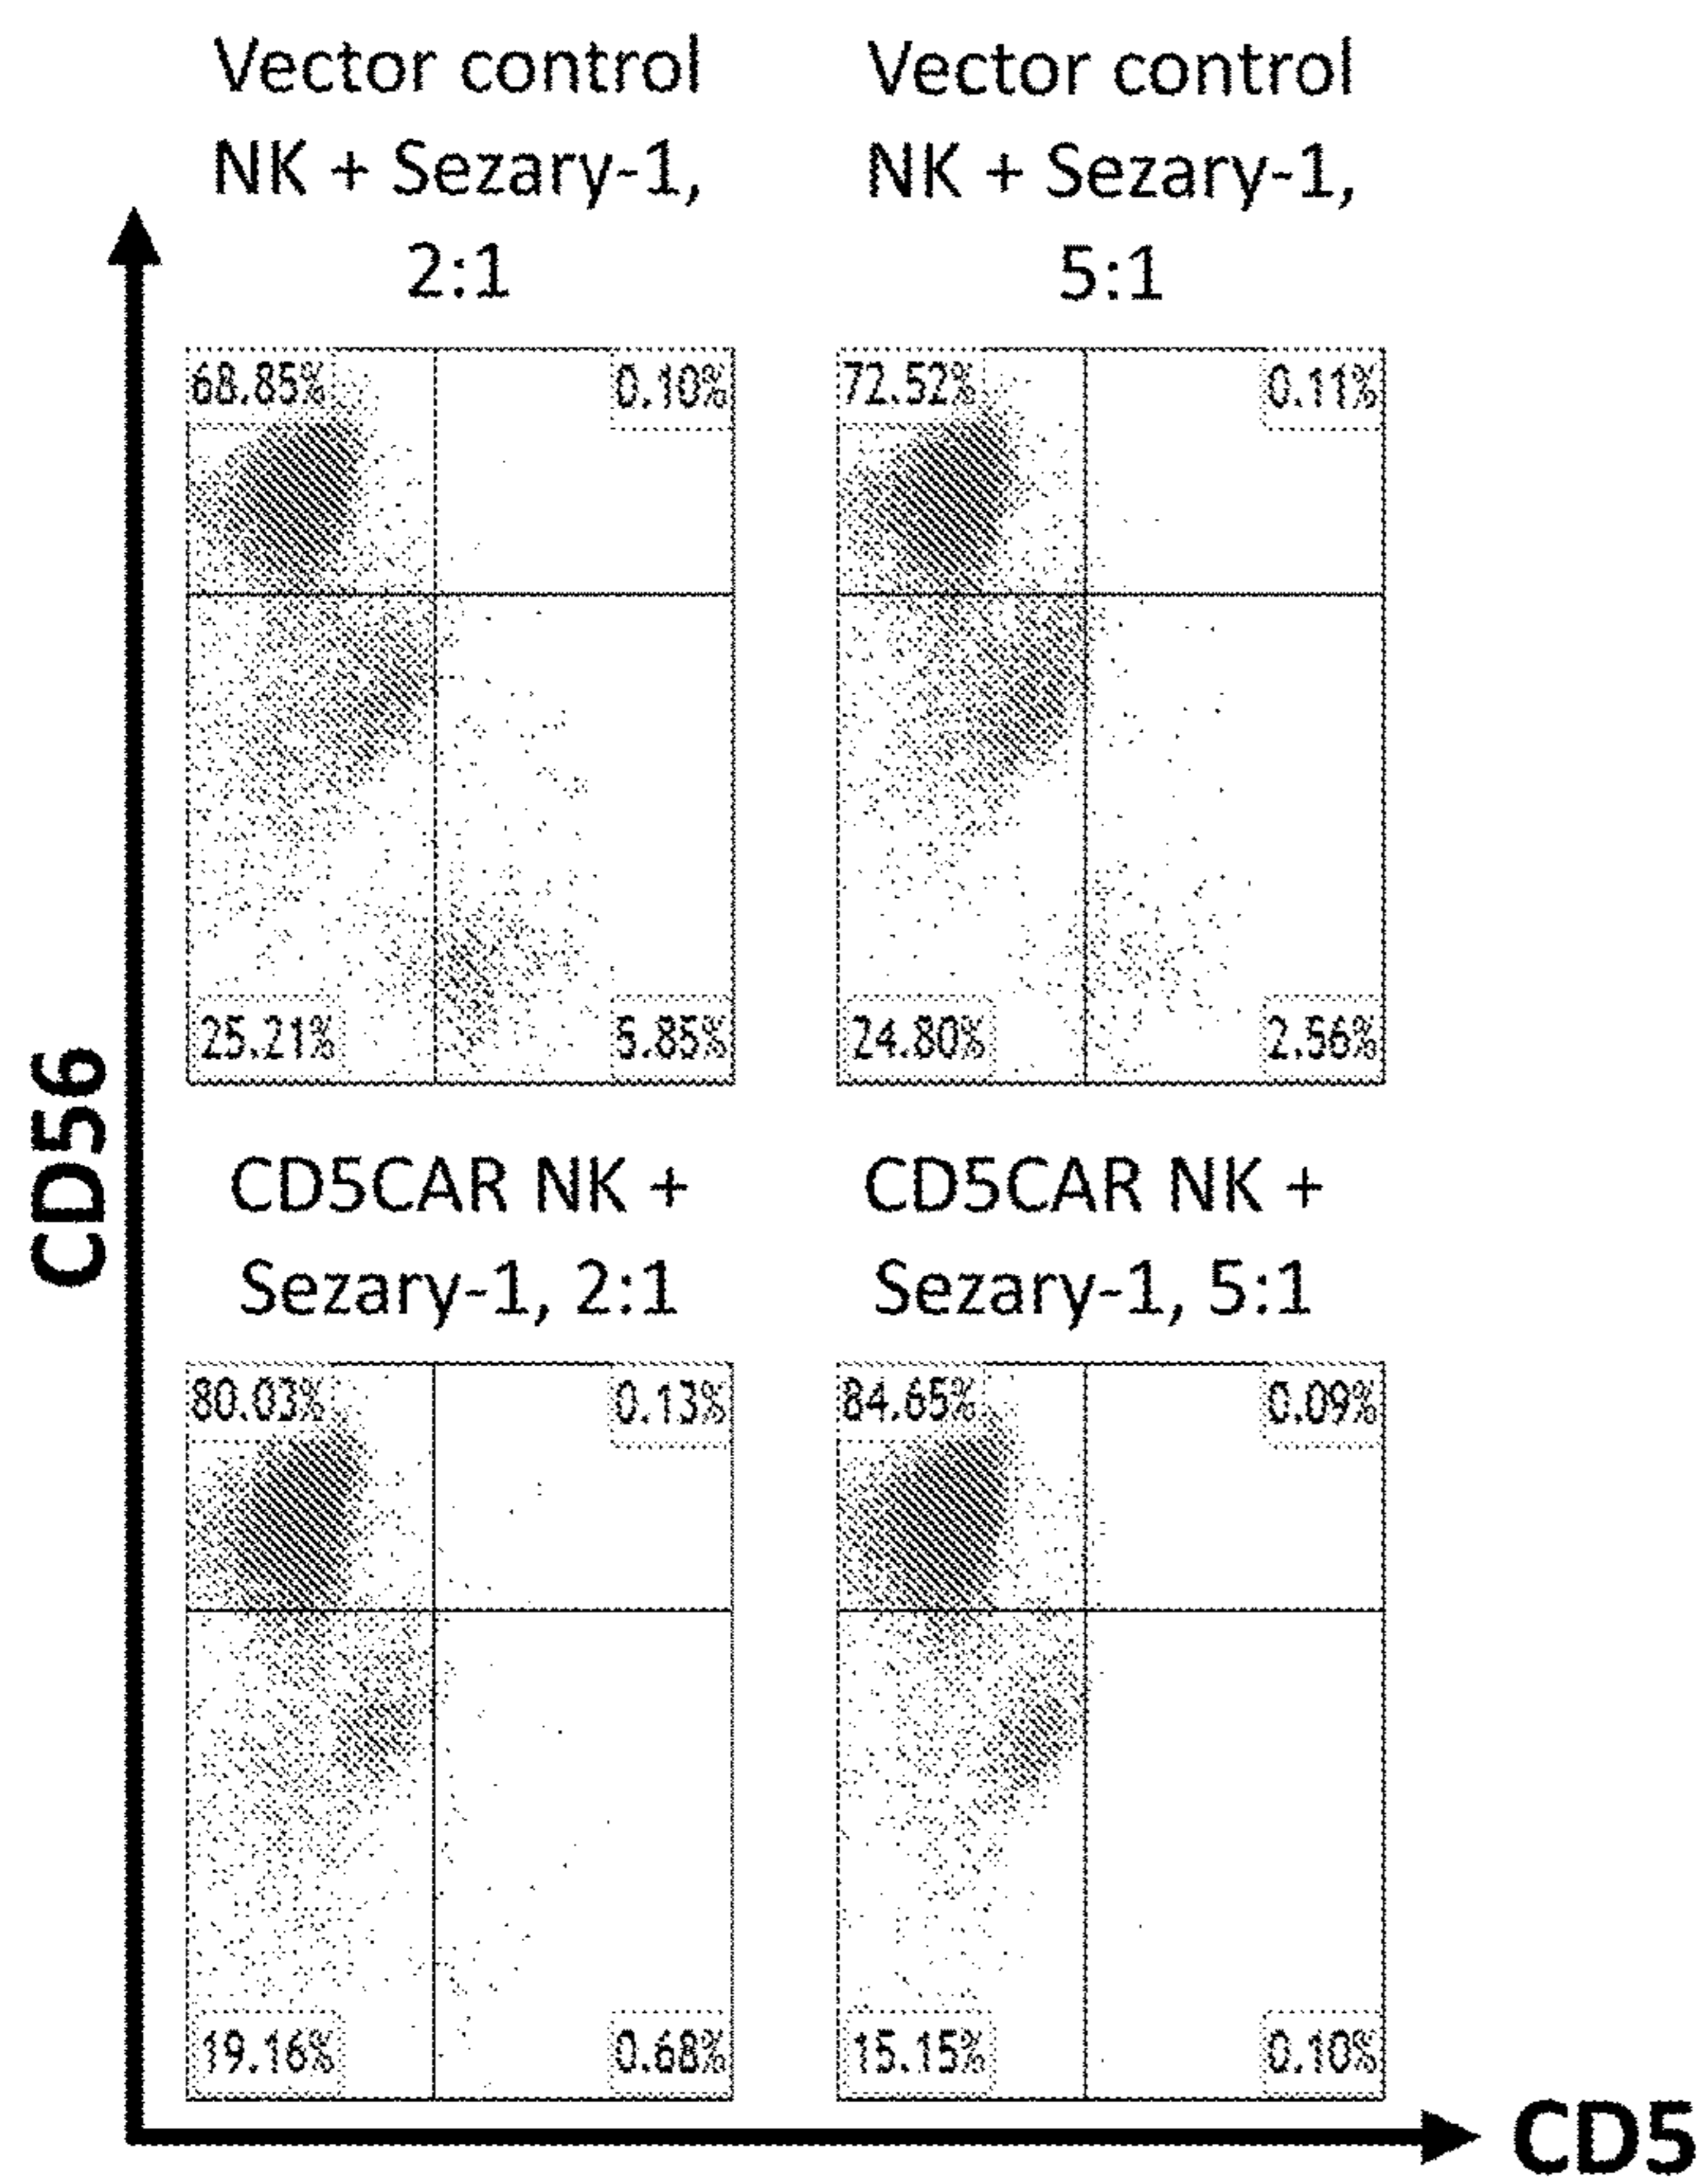 Vector control
NK + Sezary-1,
2:1
Vector control
NK + Sezary-1,
5:1
68.85%
0.10%
25.21%
5.85%
72.52%
0.11%
24.80%
2.56%
CD56
CD5CAR NK +
Sezary-1, 2:1
CD5CAR NK +
Sezary-1, 5:1
80.03%
0.13%
19.16%
0.68%
84.65%
0.09%
15.15%
0.10%
CD5